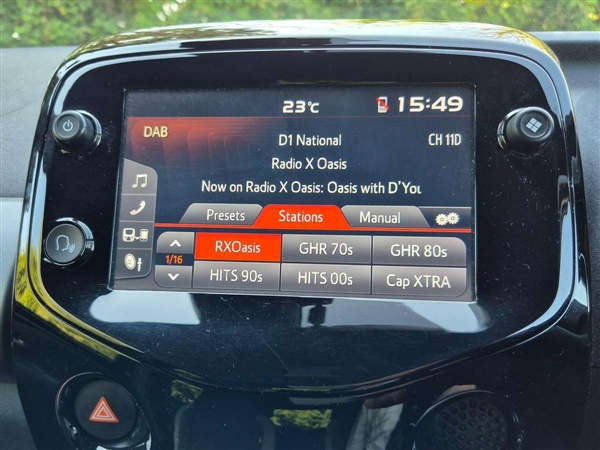 23°C 15:49
DAB D1 National CH 11D
Radio X Oasis
Now on Radio X Oasis: Oasis with D'You
Presets Stations Manual
RXOasis GHR 70s GHR 80s
1/16
HITS 90s HITS 00s Cap XTRA